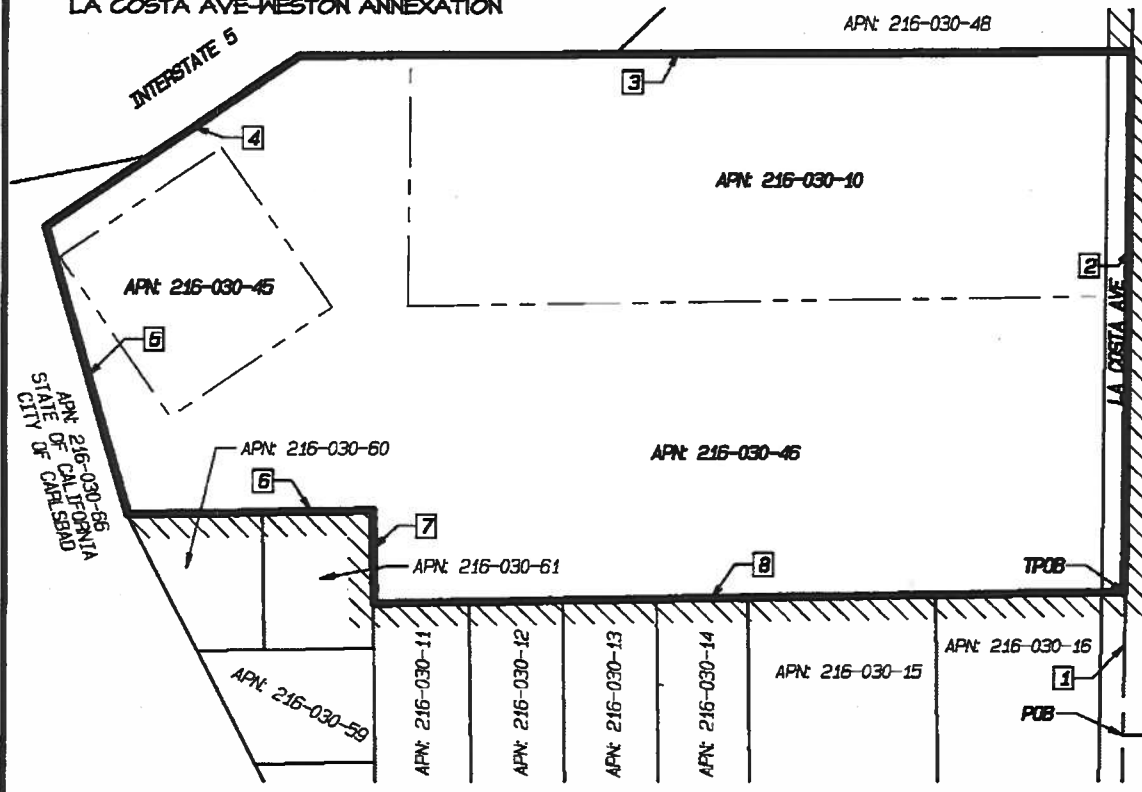 LA COSTA AVE-WESTON ANNEXATION
APN: 216-030-48
INTERSTATE 5
3
4
APN: 216-030-10
2
APN: 216-030-45
LA COSTA AVE
5
APN: 216-030-66
STATE OF CALIFORNIA
CITY OF CARLSBAD
APN: 216-030-60
APN: 216-030-46
6
7
APN: 216-030-61
8
TPOB
APN: 216-030-11
APN: 216-030-12
APN: 216-030-13
APN: 216-030-14
APN: 216-030-15
APN: 216-030-16
1
APN: 216-030-59
POB